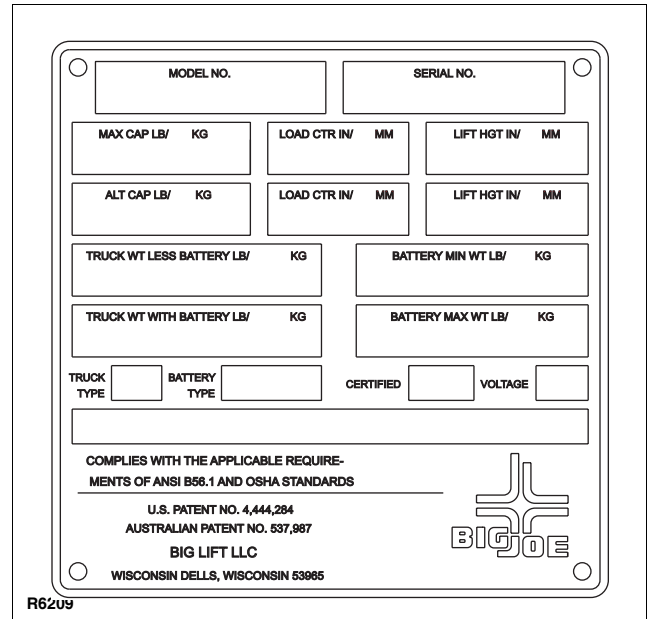 MODEL NO. SERIAL NO.
MAX CAP LB/ KG LOAD CTR IN/ MM LIFT HGT IN/ MM
ALT CAP LB/ KG LOAD CTR IN/ MM LIFT HGT IN/ MM
TRUCK WT LESS BATTERY LB/ KG BATTERY MIN WT LB/ KG
TRUCK WT WITH BATTERY LB/ KG BATTERY MAX WT LB/ KG
TRUCK BATTERY CERTIFIED VOLTAGE
TYPE TYPE
COMPLIES WITH THE APPLICABLE REQUIRE-
MENTS OF ANSI B56.1 AND OSHA STANDARDS
U.S. PATENT NO. 4,444,284
AUSTRALIAN PATENT NO. 537,987
BIG LIFT LLC
WISCONSIN DELLS, WISCONSIN 53965
BIG JOE
R6209